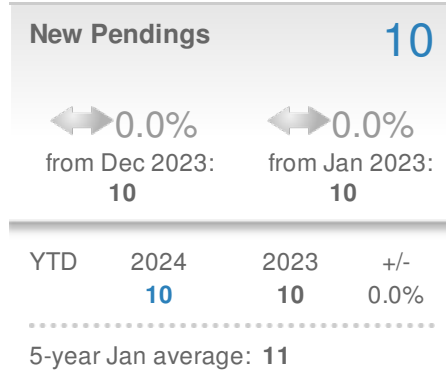 New Pendings 10
0.0% 0.0%
from Dec 2023: from Jan 2023:
10 10
YTD 2024 2023 +/-
10 10 0.0%
5-year Jan average: 11